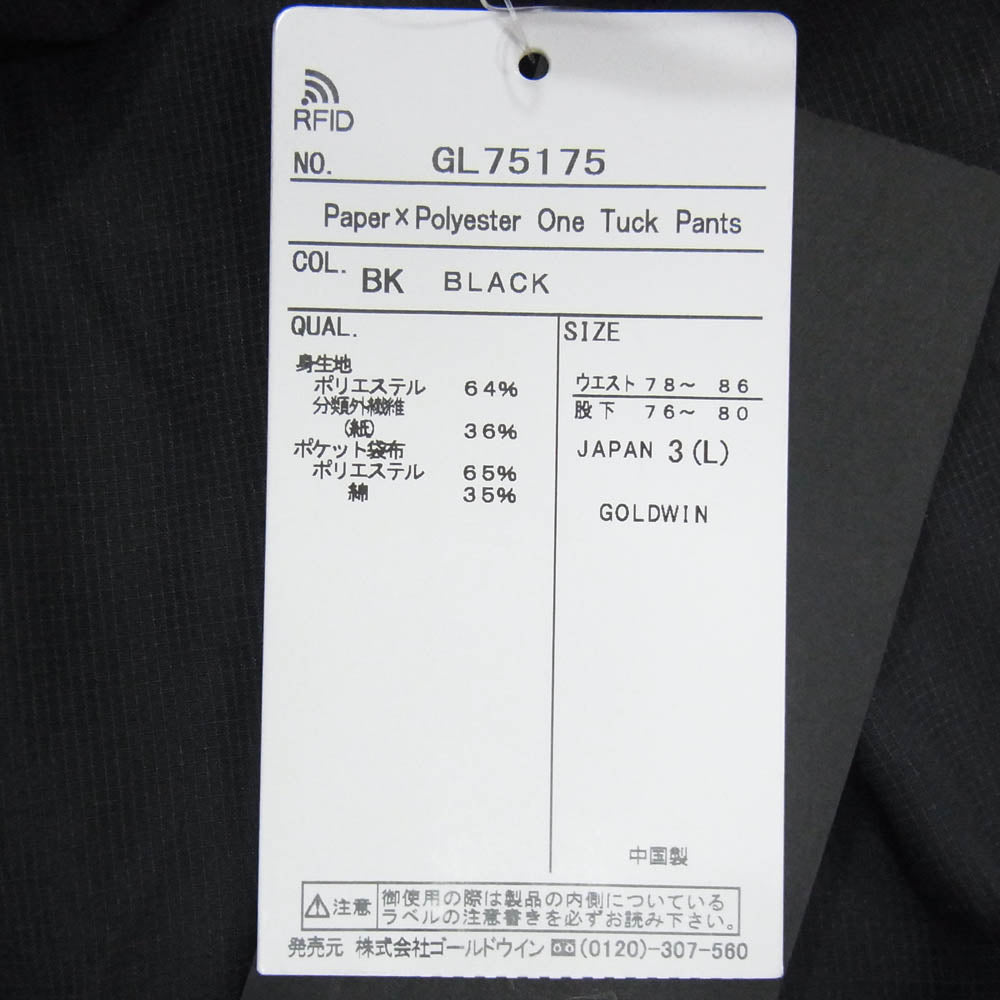 RFID
NO. GL75175
Paper×Polyester One Tuck Pants
COL. BK BLACK
QUAL.
身生地
ポリエステル 64%
分類外繊維
(紙) 36%
ポケット袋布
ポリエステル 65%
綿 35%
SIZE
ウエスト 78～ 86
股下 76～ 80
JAPAN 3(L)
GOLDWIN
中国製
注意 御使用の際は製品の内側についている
ラベルの注意書きを必ずお読み下さい。
発売元 株式会社ゴールドウイン (0120)-307-560